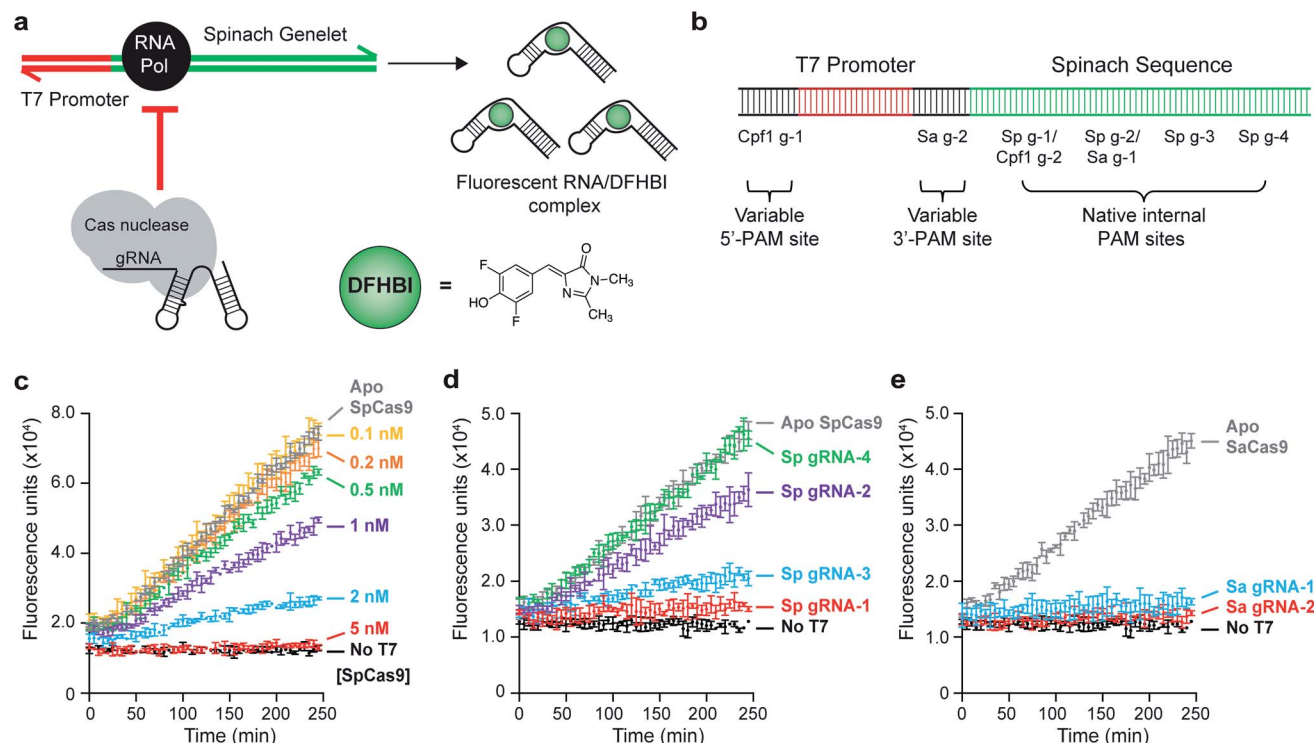 a
RNA
Pol
Spinach Genelet
T7 Promoter
Cas nuclease
gRNA
Fluorescent RNA/DFHBI
complex
DFHBI
=
F
HO
F
O
N
N
CH₃
CH₃
b
T7 Promoter
Spinach Sequence
Cpf1 g-1
Sa g-2
Sp g-1/
Cpf1 g-2
Sp g-2/
Sa g-1
Sp g-3
Sp g-4
Variable
5'-PAM site
Variable
3'-PAM site
Native internal
PAM sites
c
Fluorescence units (x10⁴)
8.0
6.0
4.0
2.0
0
0 50 100 150 200 250
Time (min)
Apo
SpCas9
0.1 nM
0.2 nM
0.5 nM
1 nM
2 nM
5 nM
No T7
[SpCas9]
d
Fluorescence units (x10⁴)
5.0
4.0
3.0
2.0
1.0
0
0 50 100 150 200 250
Time (min)
Apo SpCas9
Sp gRNA-4
Sp gRNA-2
Sp gRNA-3
Sp gRNA-1
No T7
e
Fluorescence units (x10⁴)
5.0
4.0
3.0
2.0
1.0
0
0 50 100 150 200 250
Time (min)
Apo
SaCas9
Sa gRNA-1
Sa gRNA-2
No T7